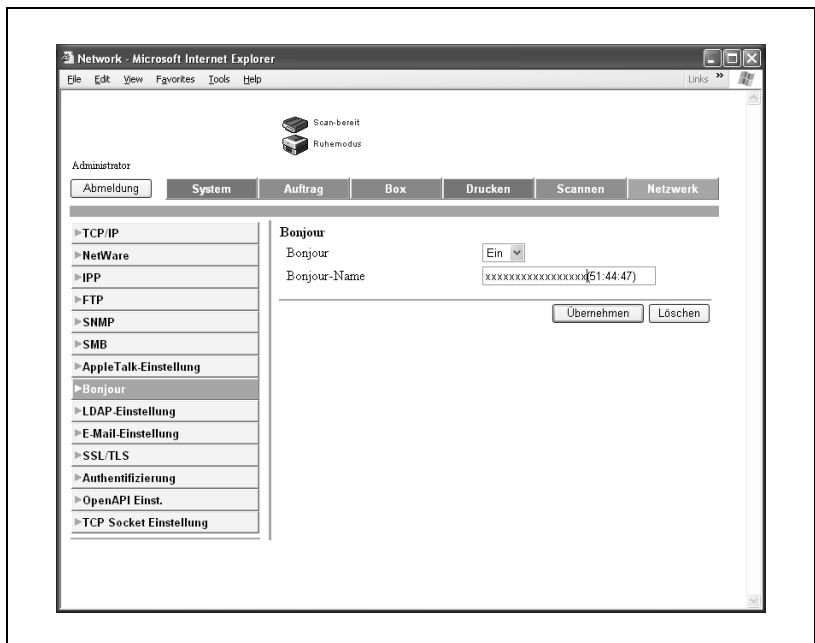 Network - Microsoft Internet Explorer
File Edit View Favorites Tools Help Links »
Scan-bereit
Ruhemodus
Administrator
Abmeldung System Auftrag Box Drucken Scannen Netzwerk
TCP/IP
NetWare
IPP
FTP
SNMP
SMB
AppleTalk-Einstellung
Bonjour
LDAP-Einstellung
E-Mail-Einstellung
SSL/TLS
Authentifizierung
OpenAPI Einst.
TCP Socket Einstellung
Bonjour
Bonjour Ein
Bonjour-Name xxxxxxxxxxxxxxxxx(51:44:47)
Übernehmen Löschen